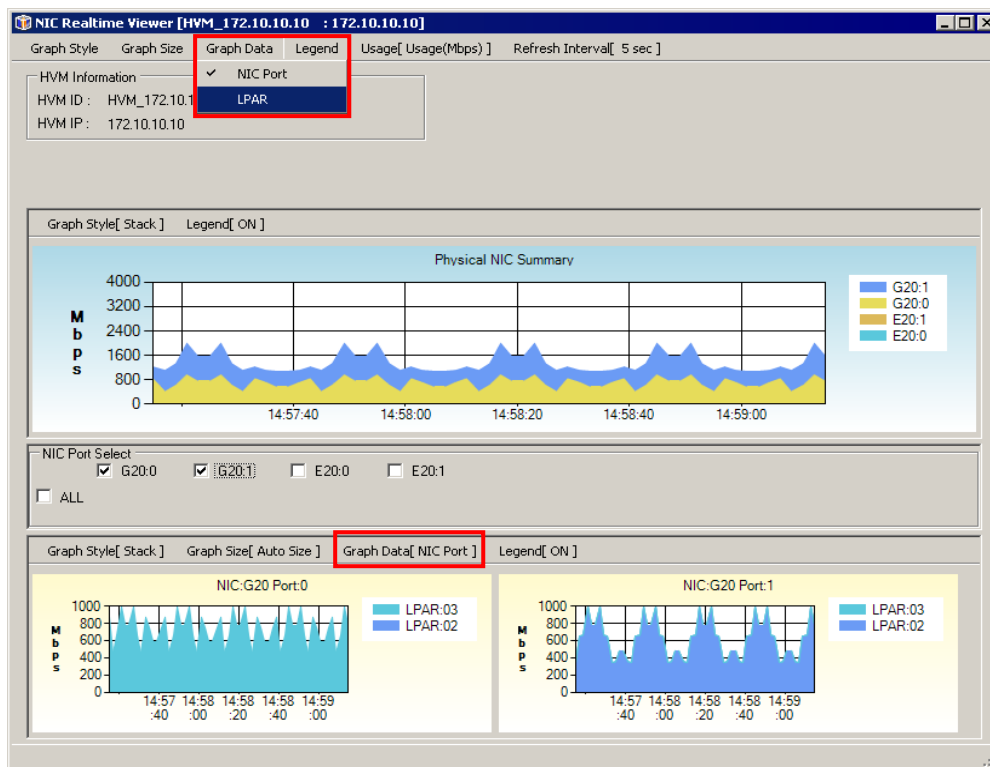 NIC Realtime Viewer [HVM_172.10.10.10 : 172.10.10.10]
Graph Style Graph Size Graph Data Legend Usage[ Usage(Mbps) ] Refresh Interval[ 5 sec ]
NIC Port
LPAR
HVM Information
HVM ID : HVM_172.10.1
HVM IP : 172.10.10.10
Graph Style[ Stack ] Legend[ ON ]
Physical NIC Summary
Mbps
4000
3200
2400
1600
800
0
14:57:40 14:58:00 14:58:20 14:58:40 14:59:00
G20:1
G20:0
E20:1
E20:0
NIC Port Select
G20:0 G20:1 E20:0 E20:1
ALL
Graph Style[ Stack ] Graph Size[ Auto Size ] Graph Data[ NIC Port ] Legend[ ON ]
NIC:G20 Port:0
Mbps
1000
800
600
400
200
0
14:57 14:58 14:58 14:58 14:59
:40 :00 :20 :40 :00
LPAR:03
LPAR:02
NIC:G20 Port:1
Mbps
1000
800
600
400
200
0
14:57 14:58 14:58 14:58 14:59
:40 :00 :20 :40 :00
LPAR:03
LPAR:02